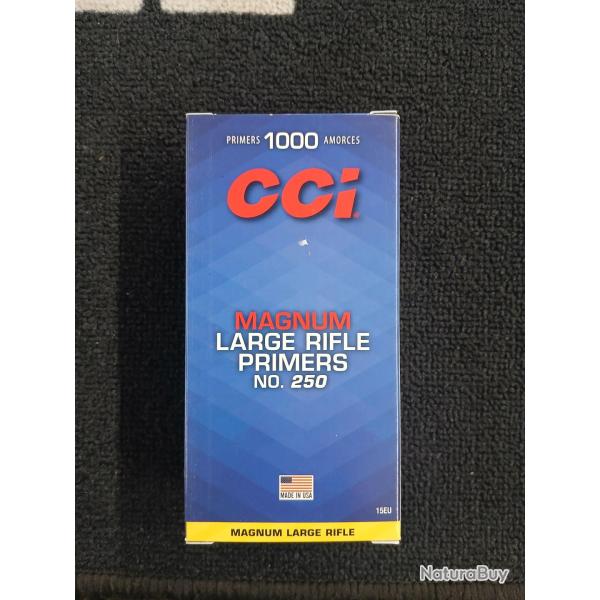 PRIMERS 1000 AMORCES
CCI
MAGNUM
LARGE RIFLE
PRIMERS
NO. 250
MADE IN USA
15EU
MAGNUM LARGE RIFLE
NaturaBuy